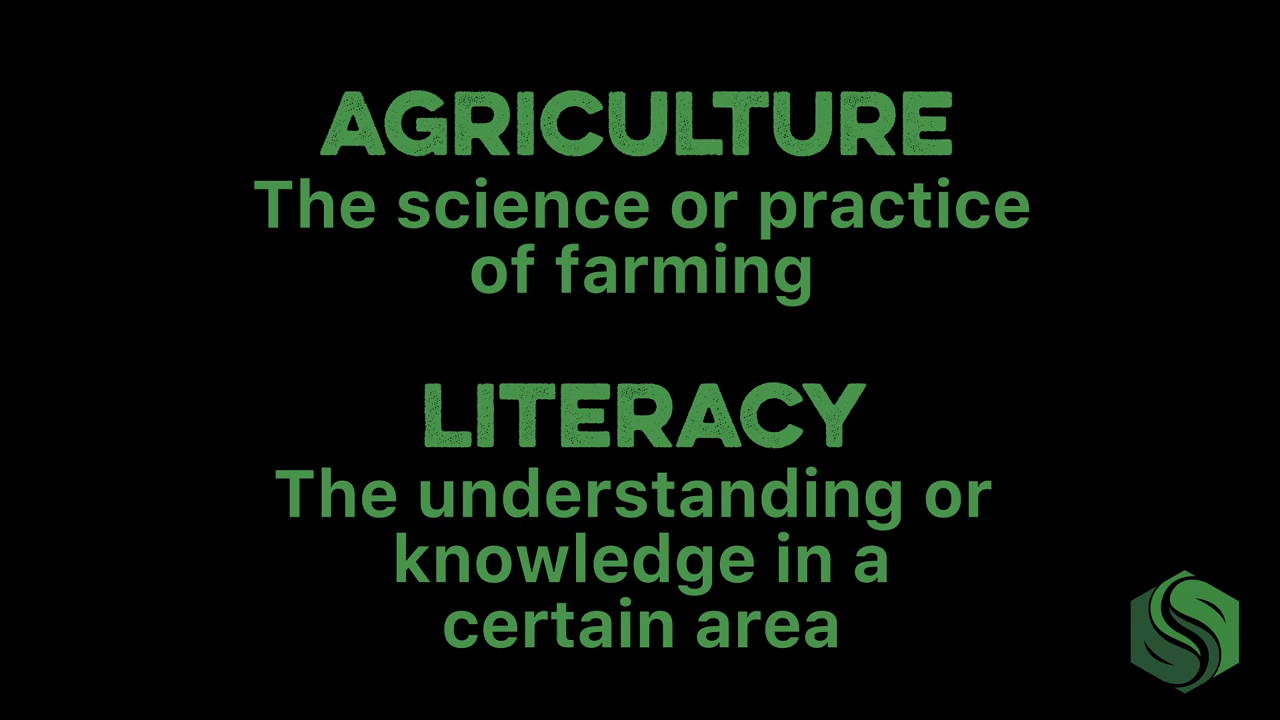 AGRICULTURE
The science or practice
of farming
LITERACY
The understanding or
knowledge in a
certain area